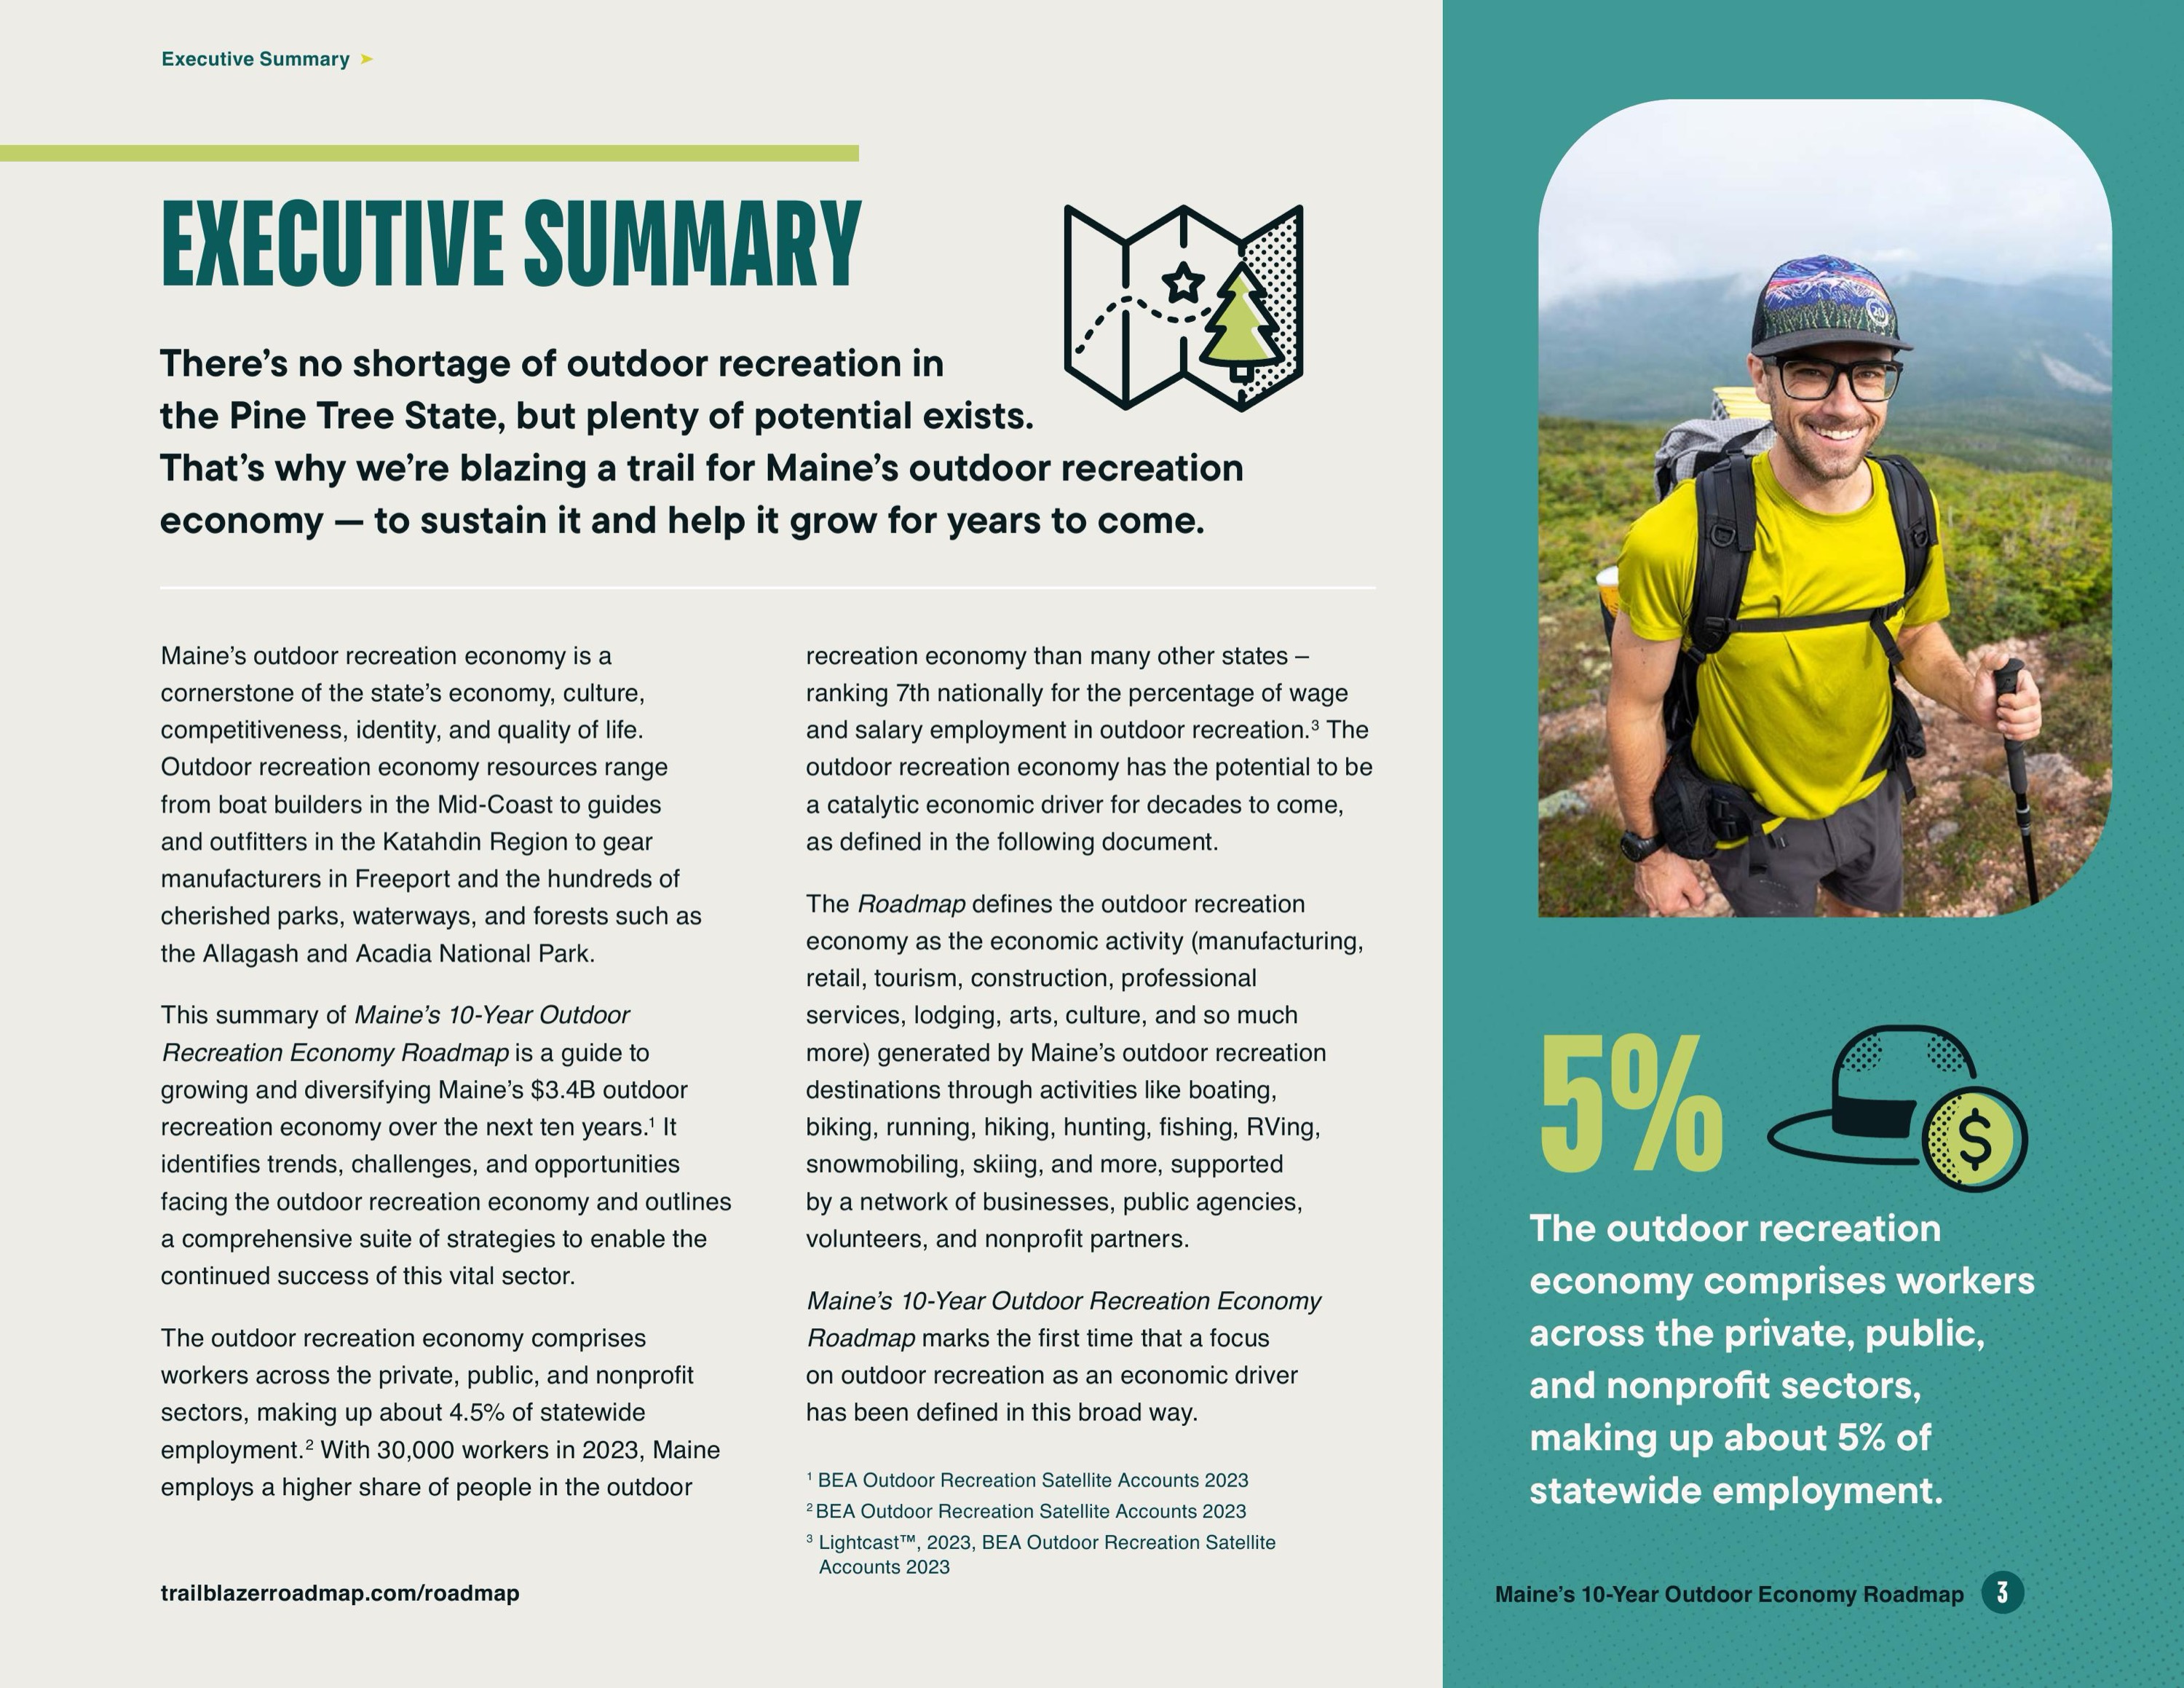 Executive Summary ➤
EXECUTIVE SUMMARY
There’s no shortage of outdoor recreation in
the Pine Tree State, but plenty of potential exists.
That’s why we’re blazing a trail for Maine’s outdoor recreation
economy — to sustain it and help it grow for years to come.
Maine’s outdoor recreation economy is a
cornerstone of the state’s economy, culture,
competitiveness, identity, and quality of life.
Outdoor recreation economy resources range
from boat builders in the Mid-Coast to guides
and outfitters in the Katahdin Region to gear
manufacturers in Freeport and the hundreds of
cherished parks, waterways, and forests such as
the Allagash and Acadia National Park.
This summary of Maine’s 10-Year Outdoor
Recreation Economy Roadmap is a guide to
growing and diversifying Maine’s $3.4B outdoor
recreation economy over the next ten years.¹ It
identifies trends, challenges, and opportunities
facing the outdoor recreation economy and outlines
a comprehensive suite of strategies to enable the
continued success of this vital sector.
The outdoor recreation economy comprises
workers across the private, public, and nonprofit
sectors, making up about 4.5% of statewide
employment.² With 30,000 workers in 2023, Maine
employs a higher share of people in the outdoor
recreation economy than many other states –
ranking 7th nationally for the percentage of wage
and salary employment in outdoor recreation.³ The
outdoor recreation economy has the potential to be
a catalytic economic driver for decades to come,
as defined in the following document.
The Roadmap defines the outdoor recreation
economy as the economic activity (manufacturing,
retail, tourism, construction, professional
services, lodging, arts, culture, and so much
more) generated by Maine’s outdoor recreation
destinations through activities like boating,
biking, running, hiking, hunting, fishing, RVing,
snowmobiling, skiing, and more, supported
by a network of businesses, public agencies,
volunteers, and nonprofit partners.
Maine’s 10-Year Outdoor Recreation Economy
Roadmap marks the first time that a focus
on outdoor recreation as an economic driver
has been defined in this broad way.
¹ BEA Outdoor Recreation Satellite Accounts 2023
² BEA Outdoor Recreation Satellite Accounts 2023
³ Lightcast™, 2023, BEA Outdoor Recreation Satellite
Accounts 2023
trailblazerroadmap.com/roadmap
20
5%
$
The outdoor recreation
economy comprises workers
across the private, public,
and nonprofit sectors,
making up about 5% of
statewide employment.
Maine’s 10-Year Outdoor Economy Roadmap 3